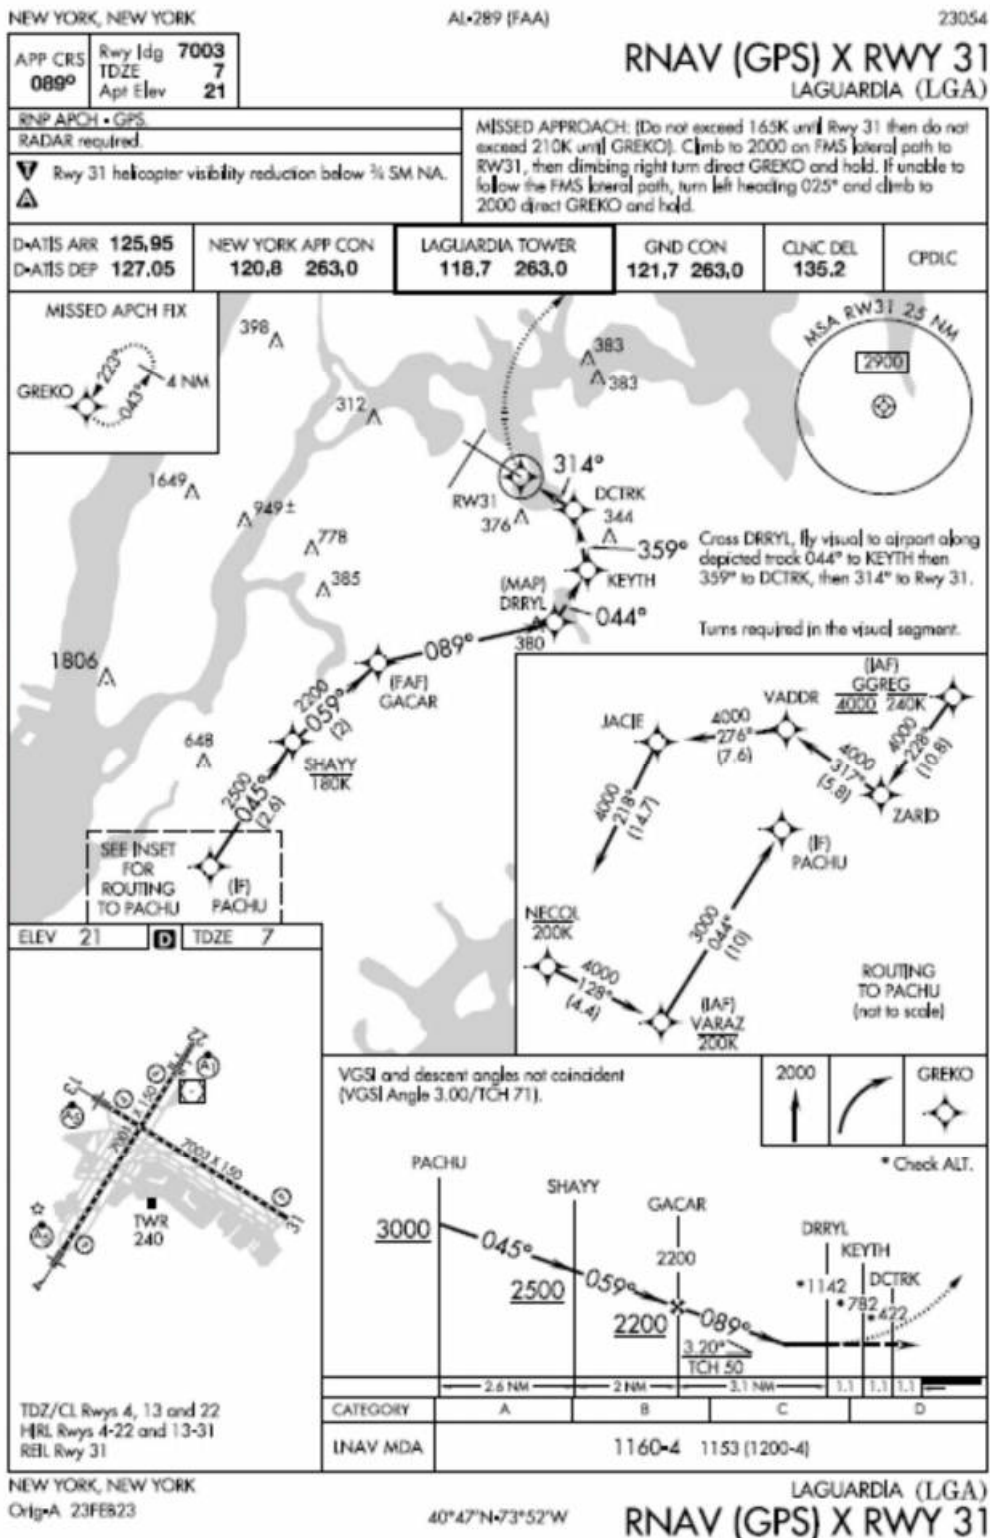 NEW YORK, NEW YORK
AL-289 (FAA)
23054
APP CRS
089°
Rwy ldg 7003
TDZE 7
Apt Elev 21
RNAV (GPS) X RWY 31
LAGUARDIA (LGA)
RNP APCH - GPS.
RADAR required.
Rwy 31 helicopter visibility reduction below ¾ SM NA.
T
A
MISSED APPROACH: (Do not exceed 165K until Rwy 31 then do not
exceed 210K until GREKO). Climb to 2000 on FMS lateral path to
RW31, then climbing right turn direct GREKO and hold. If unable to
follow the FMS lateral path, turn left heading 025° and climb to
2000 direct GREKO and hold.
D-ATIS ARR 125.95
D-ATIS DEP 127.05
NEW YORK APP CON
120.8 263.0
LAGUARDIA TOWER
118.7 263.0
GND CON
121.7 263.0
CLNC DEL
135.2
CPDLC
MISSED APCH FIX
GREKO
223°
043°
4 NM
398
383
383
312
MSA RW31 25 NM
2900
1649
949±
778
385
RW31
314°
DCTRK
376
344
359°
KEYTH
(MAP)
DRRYL
044°
380
Cross DRRYL, fly visual to airport along
depicted track 044° to KEYTH then
359° to DCTRK, then 314° to Rwy 31.
Turns required in the visual segment.
1806
089°
(FAF)
GACAR
2200
059°
(2)
648
SHAYY
180K
2500
045°
(2.6)
SEE INSET
FOR
ROUTING
TO PACHU
(IF)
PACHU
(IAF)
GGREG
4000 240K
VADDR
JACIE
4000
276°
(7.6)
4000
228°
(10.8)
4000
317°
(5.8)
ZARID
4000
218°
(14.7)
(IF)
PACHU
NECOL
200K
3000
044°
(10)
4000
128°
(4.4)
(IAF)
VARAZ
200K
ROUTING
TO PACHU
(not to scale)
ELEV 21
D
TDZE 7
22
13
A1
A5
7001 X 150
7003 X 150
31
4
TWR
240
TDZ/CL Rwys 4, 13 and 22
HIRL Rwys 4-22 and 13-31
REIL Rwy 31
VGSI and descent angles not coincident
(VGSI Angle 3.00/TCH 71).
2000
GREKO
* Check ALT.
PACHU
SHAYY
GACAR
DRRYL
KEYTH
DCTRK
3000
045°
2500
059°
2200
2200
089°
3.20°
TCH 50
*1142
*782
*422
2.6 NM
2 NM
3.1 NM
1.1
1.1
1.1
CATEGORY
A
B
C
D
LNAV MDA
1160-4 1153 (1200-4)
NEW YORK, NEW YORK
Orig-A 23FEB23
40°47'N-73°52'W
LAGUARDIA (LGA)
RNAV (GPS) X RWY 31